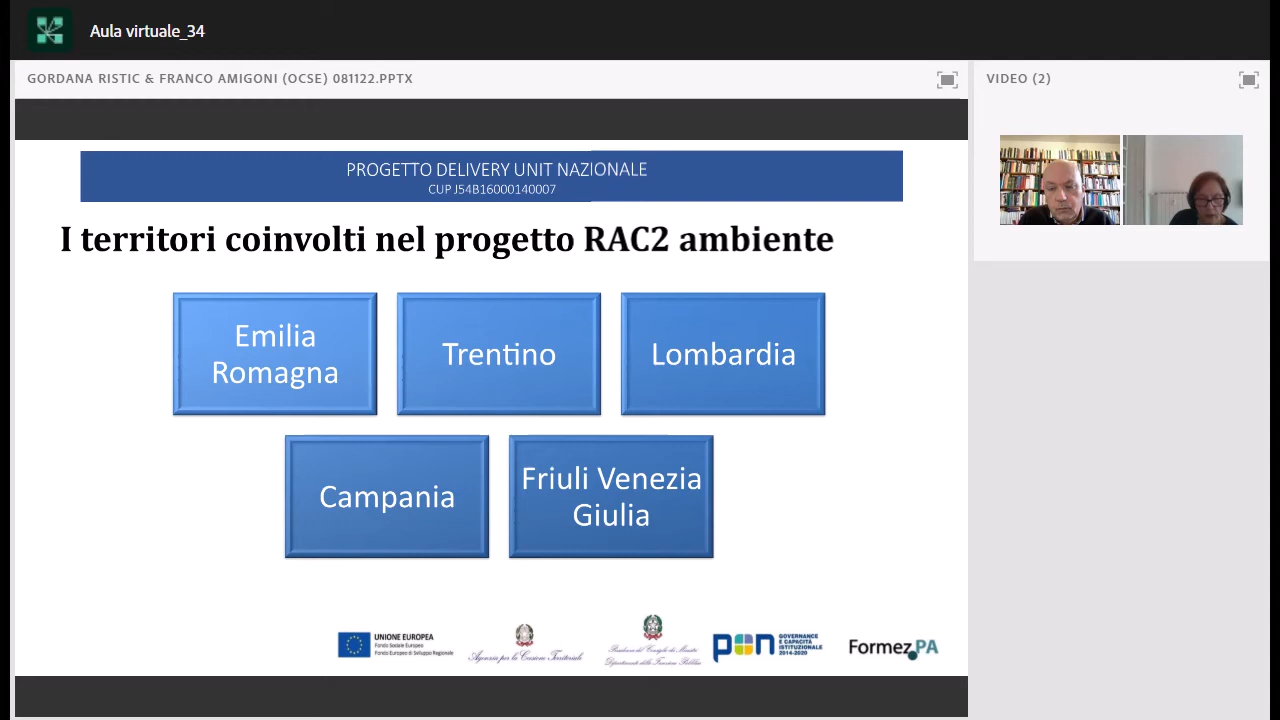 Aula virtuale_34
GORDANA RISTIC & FRANCO AMIGONI (OCSE) 081122.PPTX
VIDEO (2)
PROGETTO DELIVERY UNIT NAZIONALE
CUP J54B16000140007
I territori coinvolti nel progetto RAC2 ambiente
Emilia
Romagna
Trentino
Lombardia
Campania
Friuli Venezia
Giulia
UNIONE EUROPEA
Fondo Sociale Europeo
Fondo Europeo di Sviluppo Regionale
Agenzia per la Coesione Territoriale
Presidenza del Consiglio dei Ministri
Dipartimento della Funzione Pubblica
pon
GOVERNANCE
E CAPACITÀ
ISTITUZIONALE
2014-2020
FormezPA